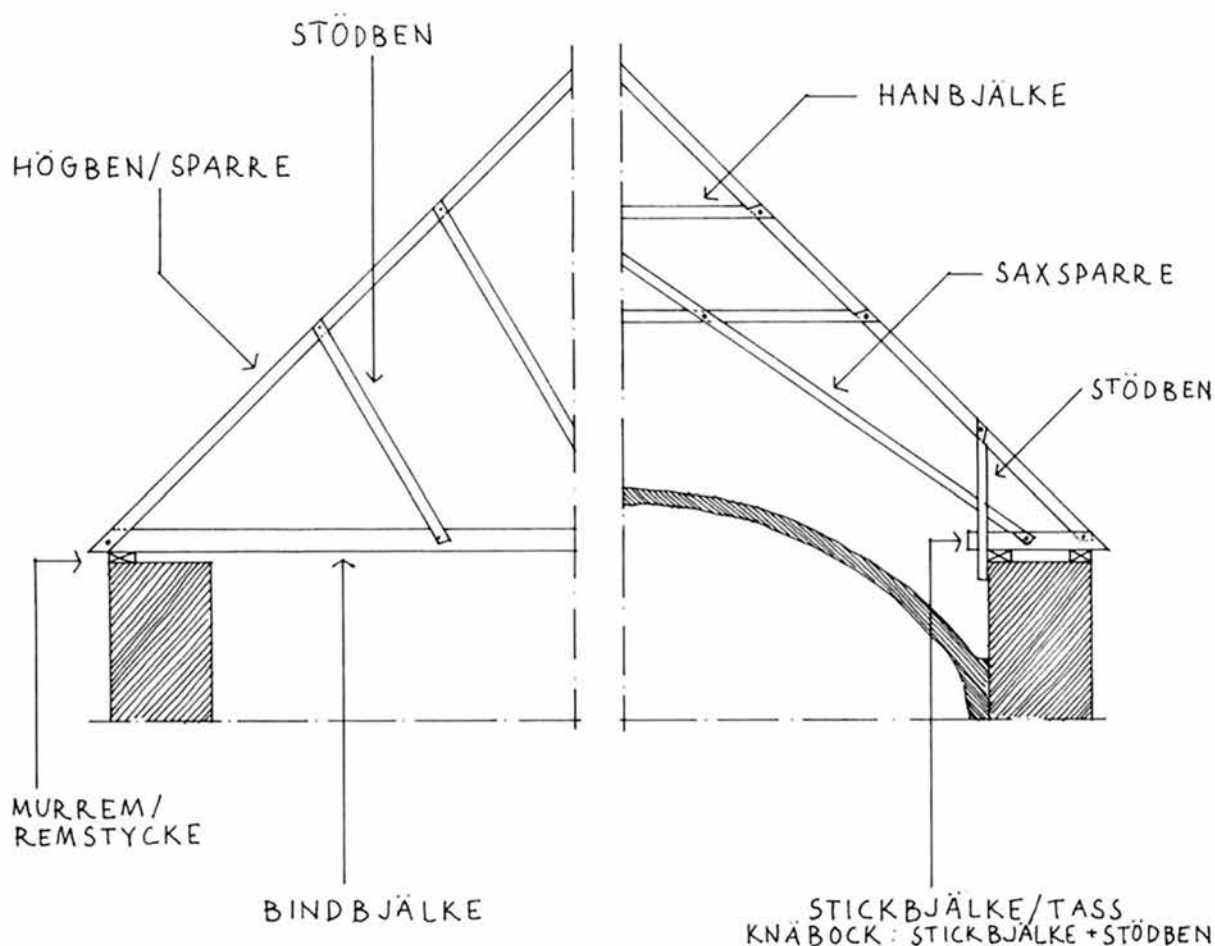 STÖDBEN
HANBJÄLKE
HÖGBEN/SPARRE
SAXSPARRE
STÖDBEN
MURREM/
REMSTYCKE
BINDBJÄLKE
STICKBJÄLKE/TASS
KNÄBOCK: STICKBJÄLKE+STÖDBEN